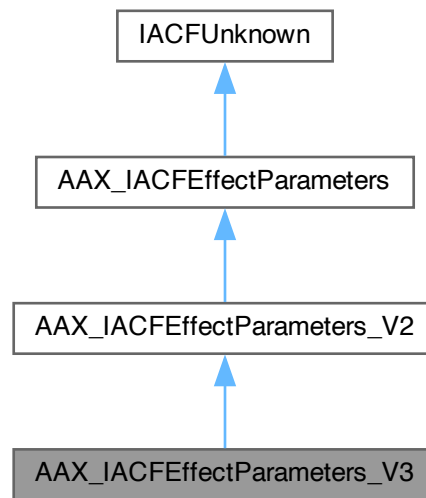 IACFUnknown
AAX_IACFEffectParameters
AAX_IACFEffectParameters_V2
AAX_IACFEffectParameters_V3